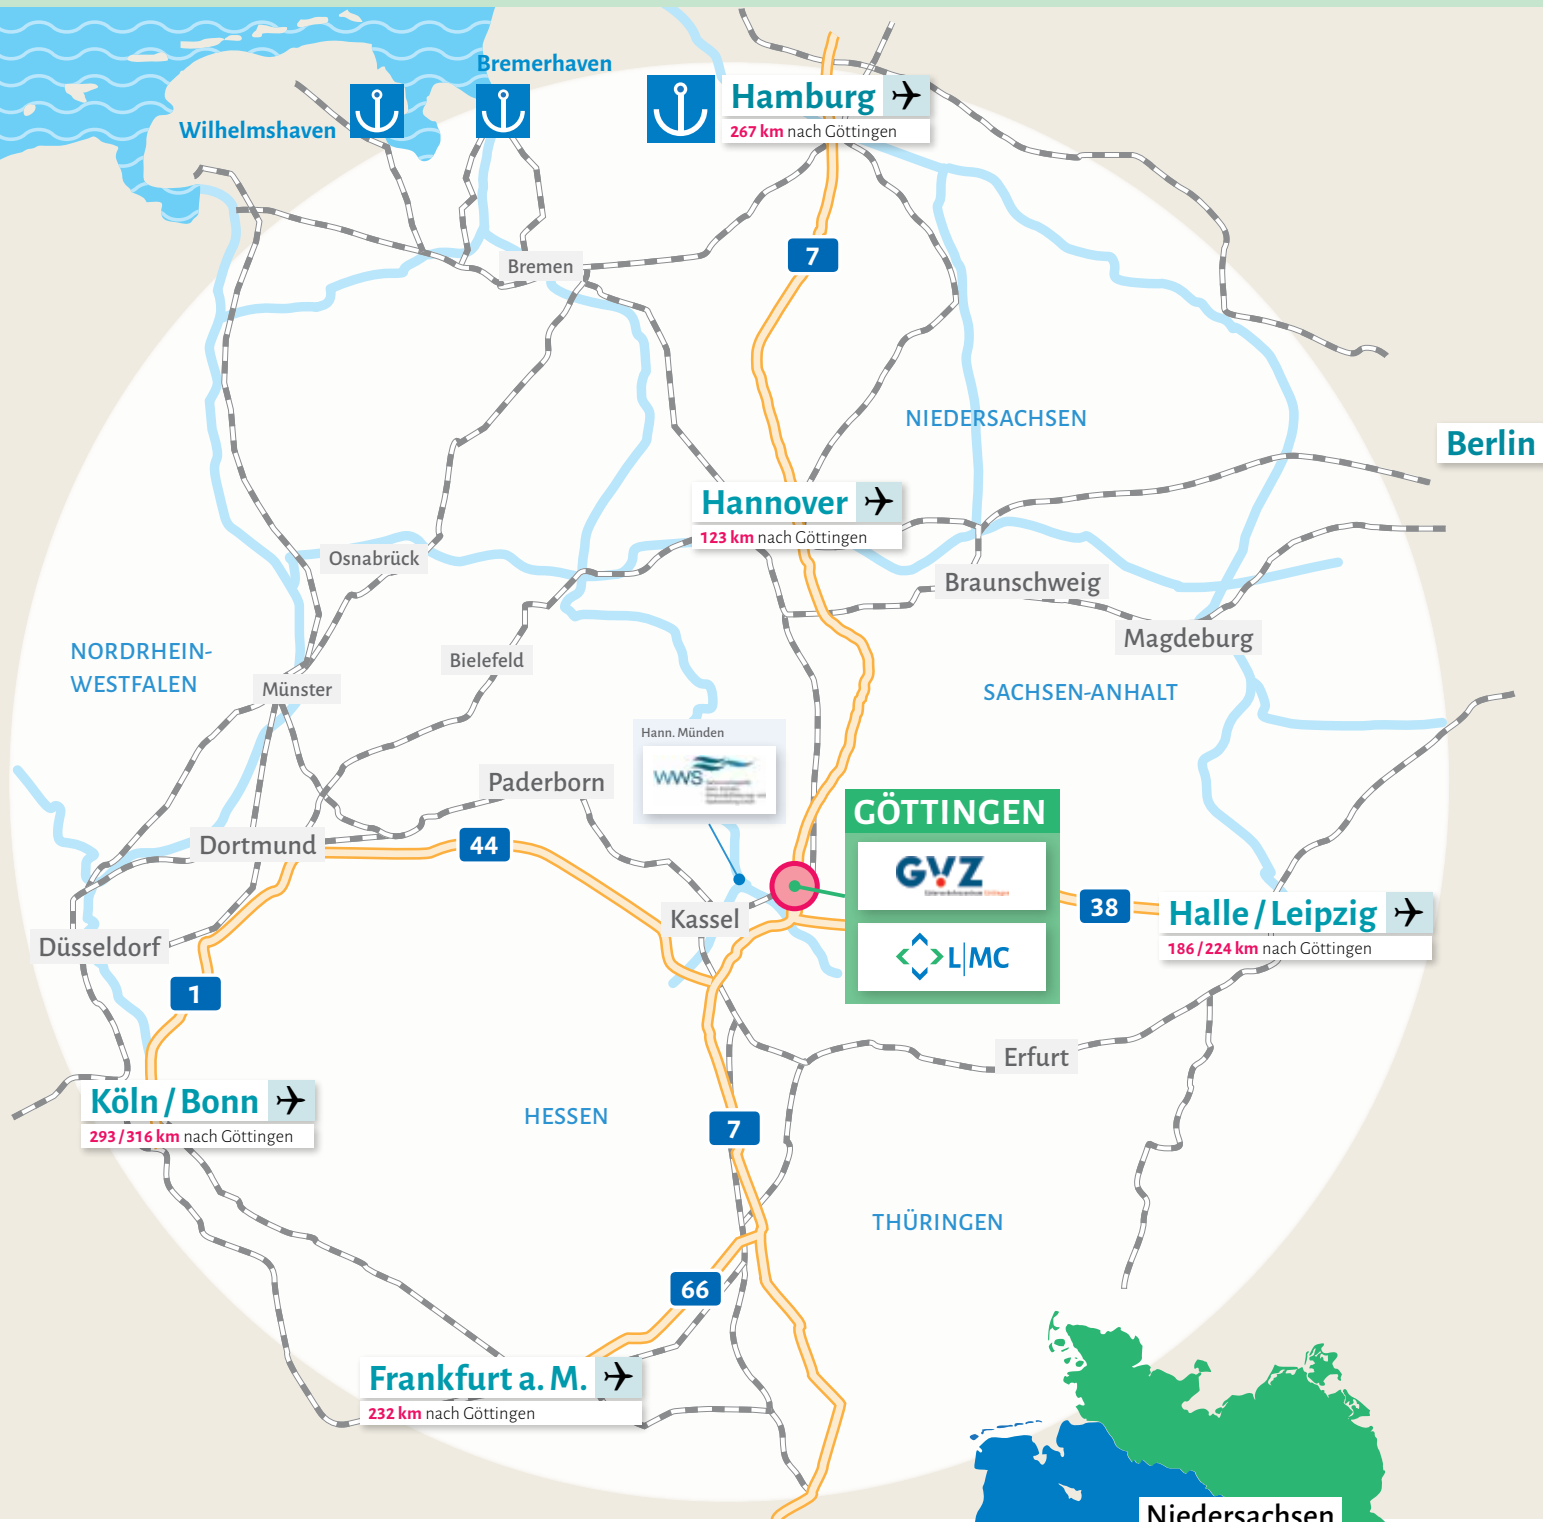 Bremerhaven
Wilhelmshaven
Hamburg
267 km nach Göttingen
7
Bremen
NIEDERSACHSEN
Berlin
Hannover
123 km nach Göttingen
Osnabrück
Braunschweig
Magdeburg
NORDRHEIN-
WESTFALEN
Bielefeld
Münster
SACHSEN-ANHALT
Hann. Münden
WWS
Paderborn
GÖTTINGEN
Dortmund
44
GVZ
38
Halle / Leipzig
186 / 224 km nach Göttingen
Kassel
Düsseldorf
L|MC
1
Erfurt
Köln / Bonn
293 / 316 km nach Göttingen
HESSEN
7
THÜRINGEN
66
Frankfurt a. M.
232 km nach Göttingen
Niedersachsen